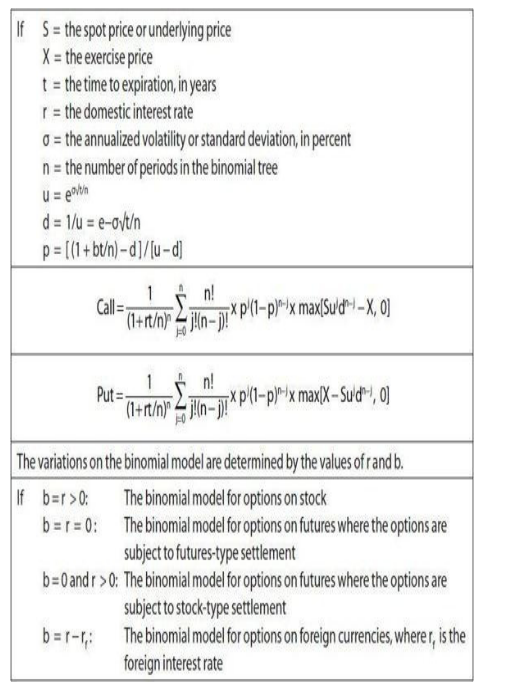 If S = the spot price or underlying price
X = the exercise price
t = the time to expiration, in years
r = the domestic interest rate
σ = the annualized volatility or standard deviation, in percent
n = the number of periods in the binomial tree
u = e^σ√t/n
d = 1/u = e–σ√t/n
p = [(1 + bt/n) – d] / [u – d]
Call = 1/(1+rt/n)^n Σ_{j=0}^{n} n!/j!(n–j)! x p^j(1–p)^n–j x max[Su^jd^n–j – X, 0]
Put = 1/(1+rt/n)^n Σ_{j=0}^{n} n!/j!(n–j)! x p^j(1–p)^n–j x max[X – Su^jd^n–j, 0]
The variations on the binomial model are determined by the values of r and b.
If b = r > 0: The binomial model for options on stock
b = r = 0: The binomial model for options on futures where the options are
subject to futures-type settlement
b = 0 and r > 0: The binomial model for options on futures where the options are
subject to stock-type settlement
b = r – r_f: The binomial model for options on foreign currencies, where r_f is the
foreign interest rate